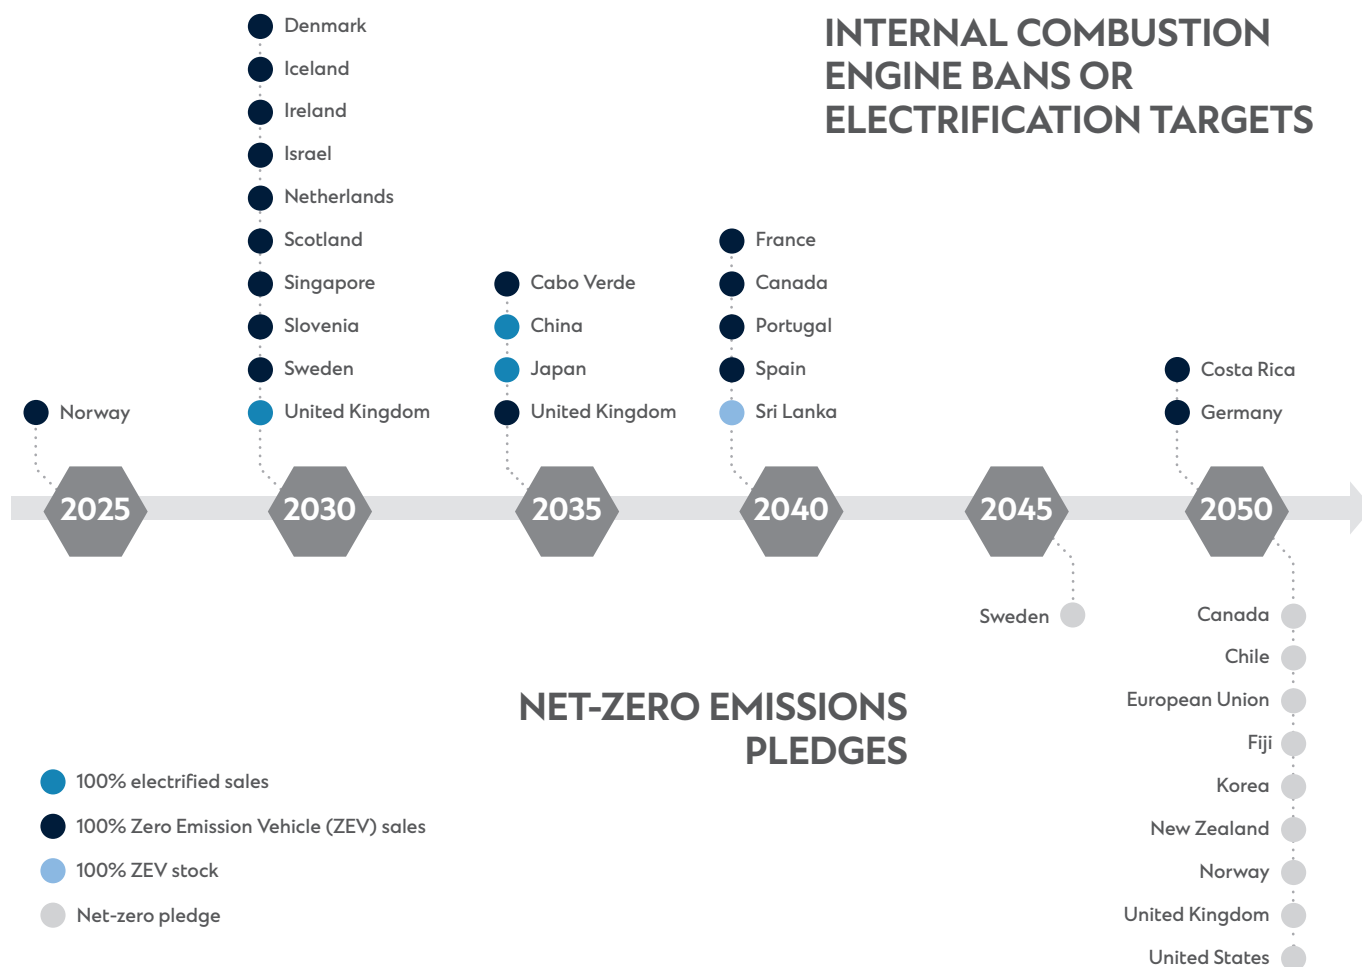 INTERNAL COMBUSTION
ENGINE BANS OR
ELECTRIFICATION TARGETS
Norway
Denmark
Iceland
Ireland
Israel
Netherlands
Scotland
Singapore
Slovenia
Sweden
United Kingdom
Cabo Verde
China
Japan
United Kingdom
France
Canada
Portugal
Spain
Sri Lanka
Costa Rica
Germany
2025
2030
2035
2040
2045
2050
Sweden
Canada
Chile
European Union
Fiji
Korea
New Zealand
Norway
United Kingdom
United States
NET-ZERO EMISSIONS
PLEDGES
100% electrified sales
100% Zero Emission Vehicle (ZEV) sales
100% ZEV stock
Net-zero pledge